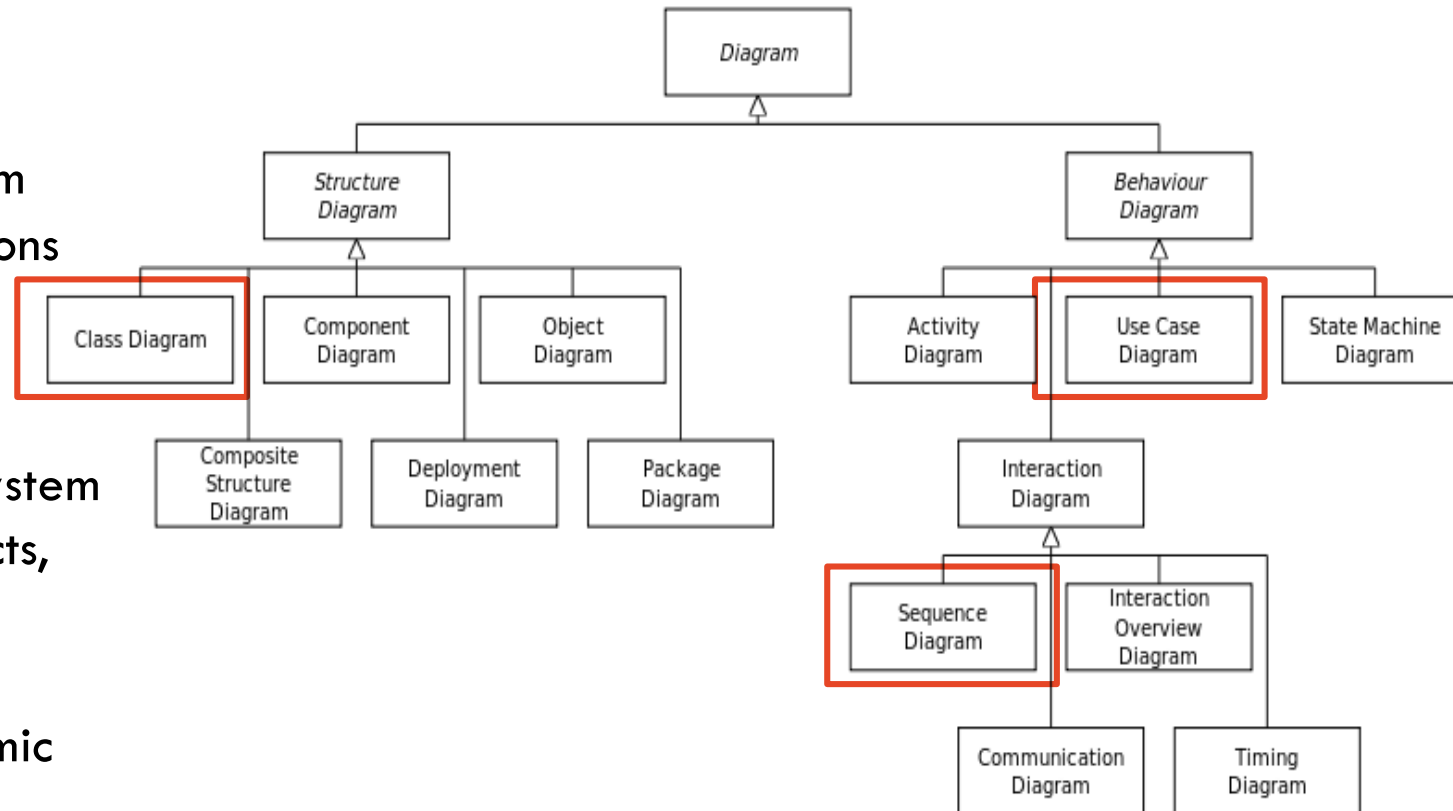 Diagram
m
ons
ystem
cts,
mic
Structure
Diagram
Behaviour
Diagram
Class Diagram
Component
Diagram
Object
Diagram
Activity
Diagram
Use Case
Diagram
State Machine
Diagram
Composite
Structure
Diagram
Deployment
Diagram
Package
Diagram
Interaction
Diagram
Sequence
Diagram
Interaction
Overview
Diagram
Communication
Diagram
Timing
Diagram